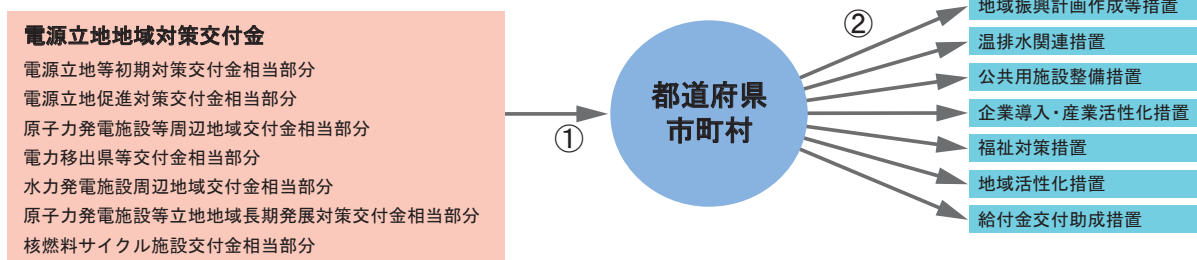 電源立地地域対策交付金
電源立地等初期対策交付金相当部分
電源立地促進対策交付金相当部分
原子力発電施設等周辺地域交付金相当部分
電力移出県等交付金相当部分
水力発電施設周辺地域交付金相当部分
原子力発電施設等立地地域長期発展対策交付金相当部分
核燃料サイクル施設交付金相当部分
①
都道府県
市町村
②
地域振興計画作成等措置
温排水関連措置
公共用施設整備措置
企業導入・産業活性化措置
福祉対策措置
地域活性化措置
給付金交付助成措置